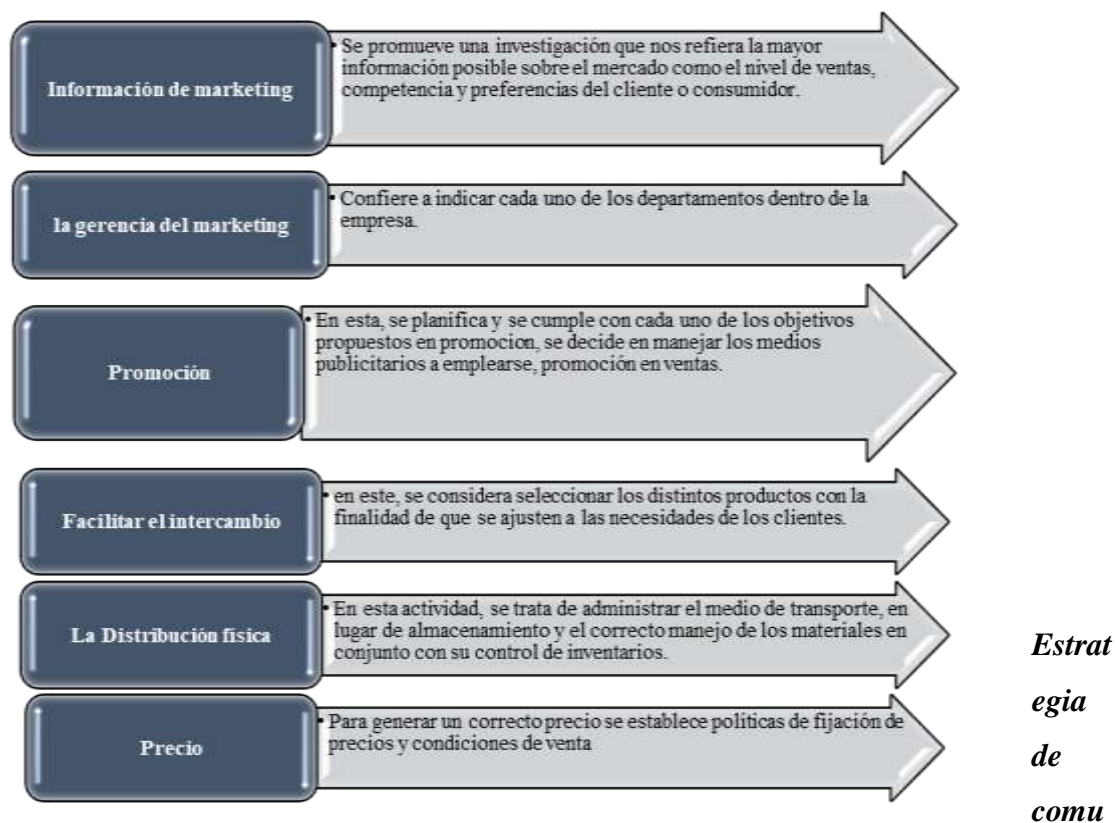 Información de marketing
• Se promueve una investigación que nos refiera la mayor
información posible sobre el mercado como el nivel de ventas,
competencia y preferencias del cliente o consumidor.
la gerencia del marketing
• Confiere a indicar cada uno de los departamentos dentro de la
empresa.
Promoción
• En esta, se planifica y se cumple con cada uno de los objetivos
propuestos en promocion, se decide en manejar los medios
publicitarios a emplearse, promoción en ventas.
Facilitar el intercambio
• en este, se considera seleccionar los distintos productos con la
finalidad de que se ajusten a las necesidades de los clientes.
La Distribución física
• En esta actividad, se trata de administrar el medio de transporte, en
lugar de almacenamiento y el correcto manejo de los materiales en
conjunto con su control de inventarios.
Precio
• Para generar un correcto precio se establece políticas de fijación de
precios y condiciones de venta
Estrat
egia
de
comu